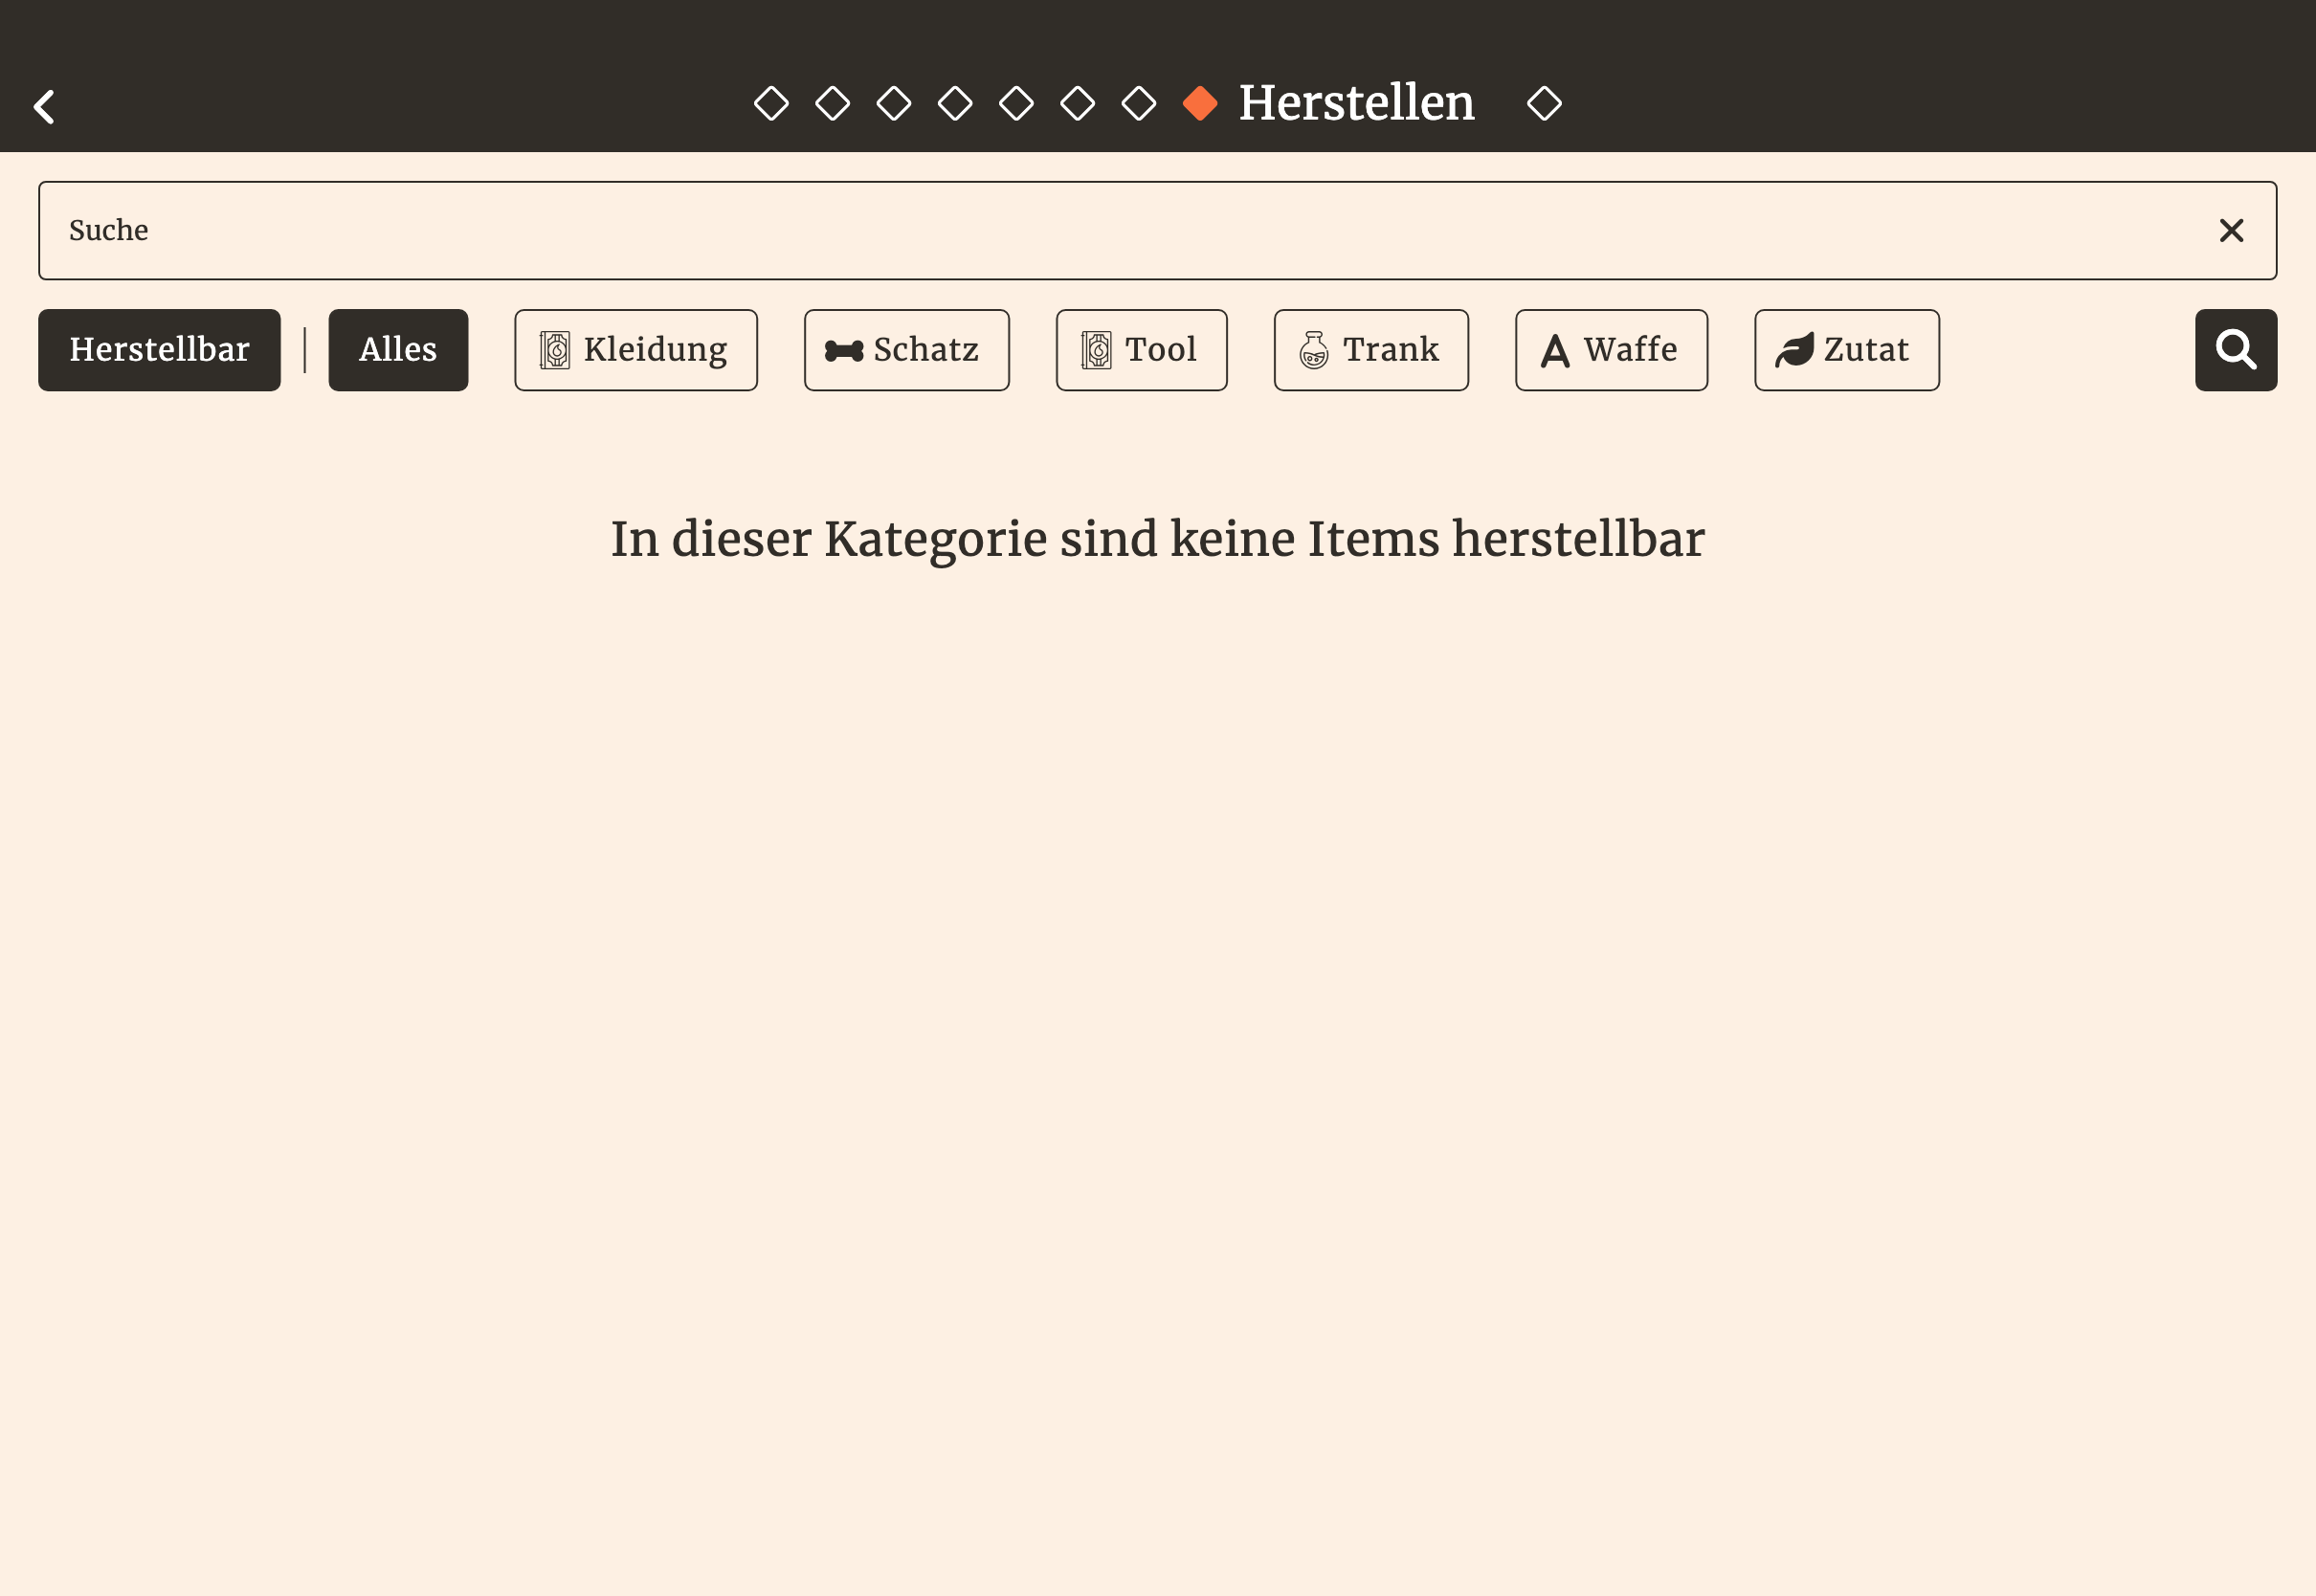 Herstellen
Suche
Herstellbar Alles Kleidung Schatz Tool Trank Waffe Zutat
In dieser Kategorie sind keine Items herstellbar